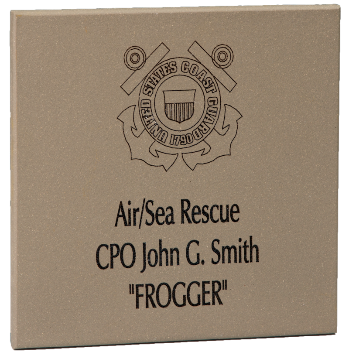 UNITED STATES COAST GUARD
1790
Air/Sea Rescue
CPO John G. Smith
"FROGGER"